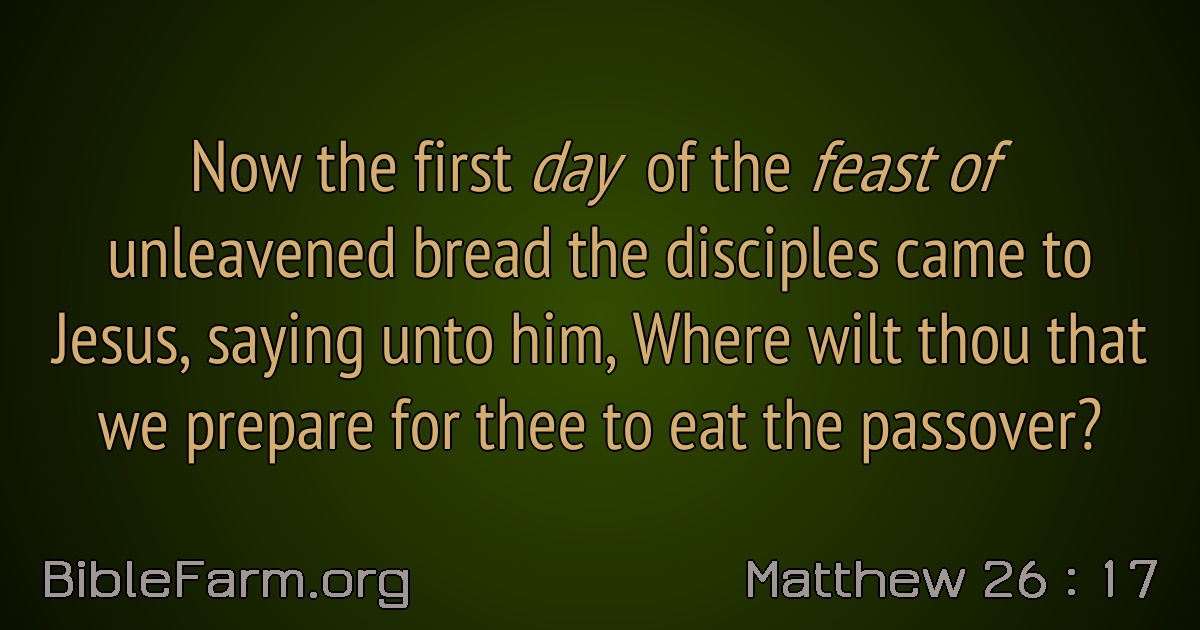 Now the first day of the feast of
unleavened bread the disciples came to
Jesus, saying unto him, Where wilt thou that
we prepare for thee to eat the passover?
BibleFarm.org
Matthew 26 : 17